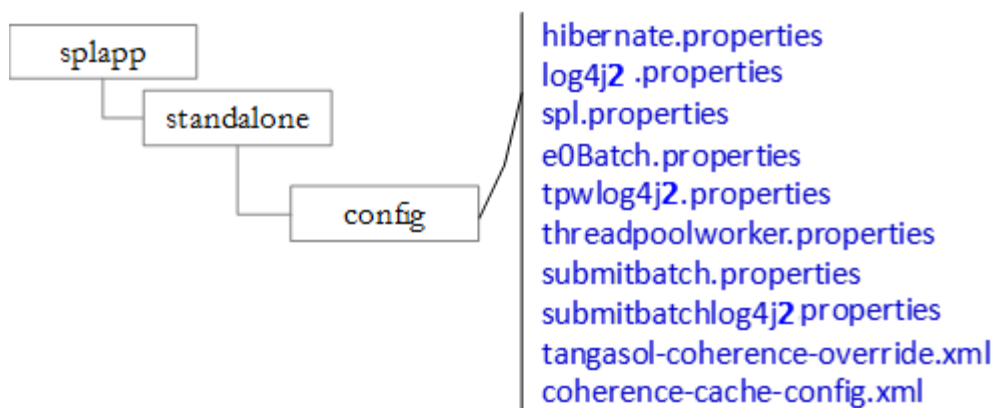 splapp
standalone
config
hibernate.properties
log4j2 .properties
spl.properties
e0Batch.properties
tpwlog4j2.properties
threadpoolworker.properties
submitbatch.properties
submitbatchlog4j2 properties
tangasol-coherence-override.xml
coherence-cache-config.xml